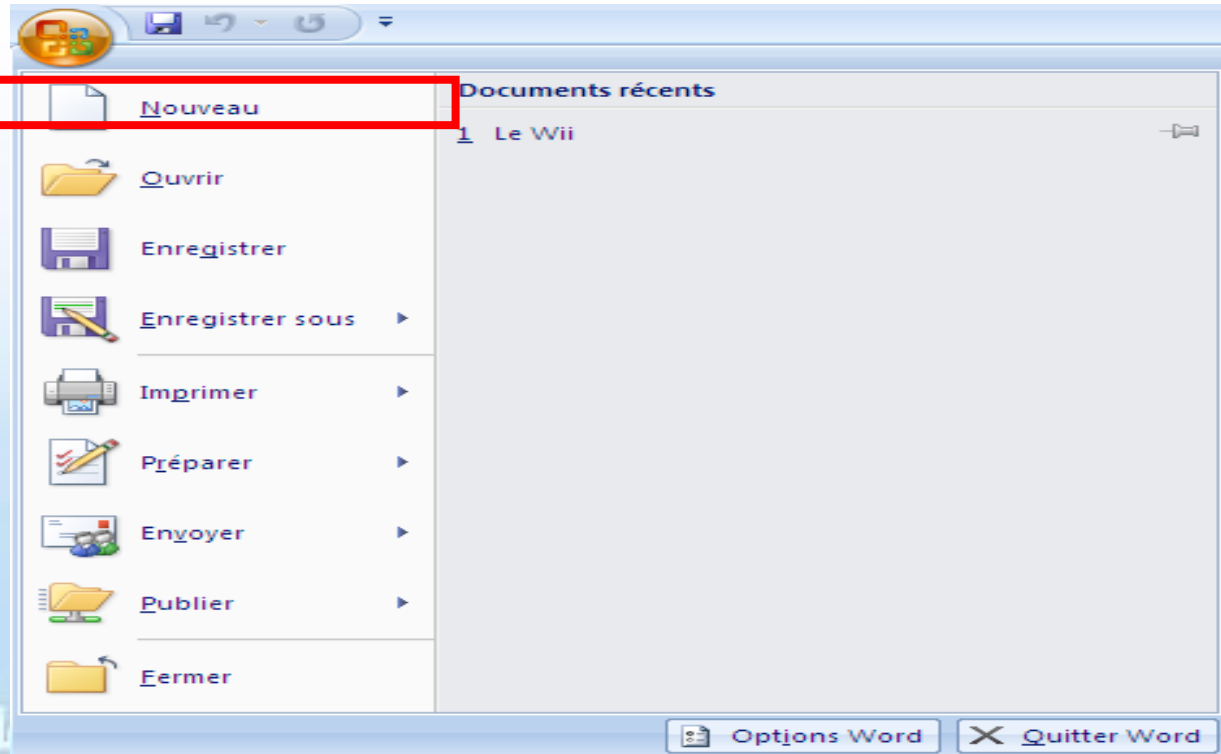 Nouveau
Ouvrir
Enregistrer
Enregistrer sous
Imprimer
Préparer
Envoyer
Publier
Fermer
Documents récents
1 Le Wii
Options Word
Quitter Word